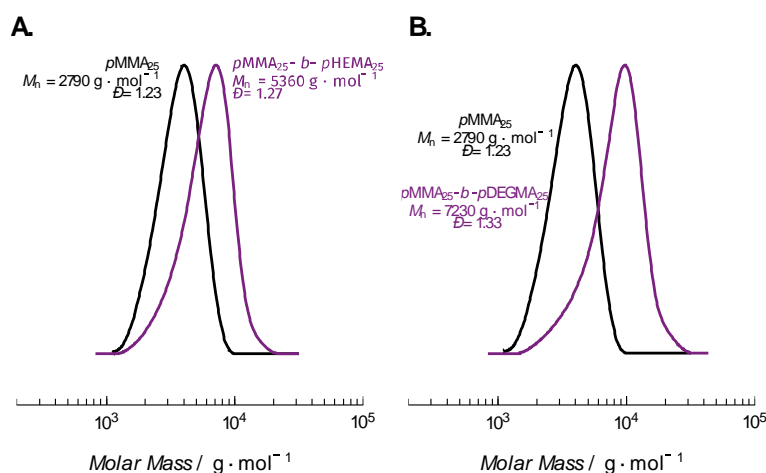 A.
pMMA₂₅
Mₙ = 2790 g · mol⁻¹
Đ= 1.23
pMMA₂₅- b- pHEMA₂₅
Mₙ = 5360 g · mol⁻¹
Đ= 1.27
10³
10⁴
10⁵
Molar Mass / g · mol⁻¹
B.
pMMA₂₅
Mₙ = 2790 g · mol⁻¹
Đ= 1.23
pMMA₂₅-b-pDEGMA₂₅
Mₙ = 7230 g · mol⁻¹
Đ= 1.33
10³
10⁴
10⁵
Molar Mass / g · mol⁻¹